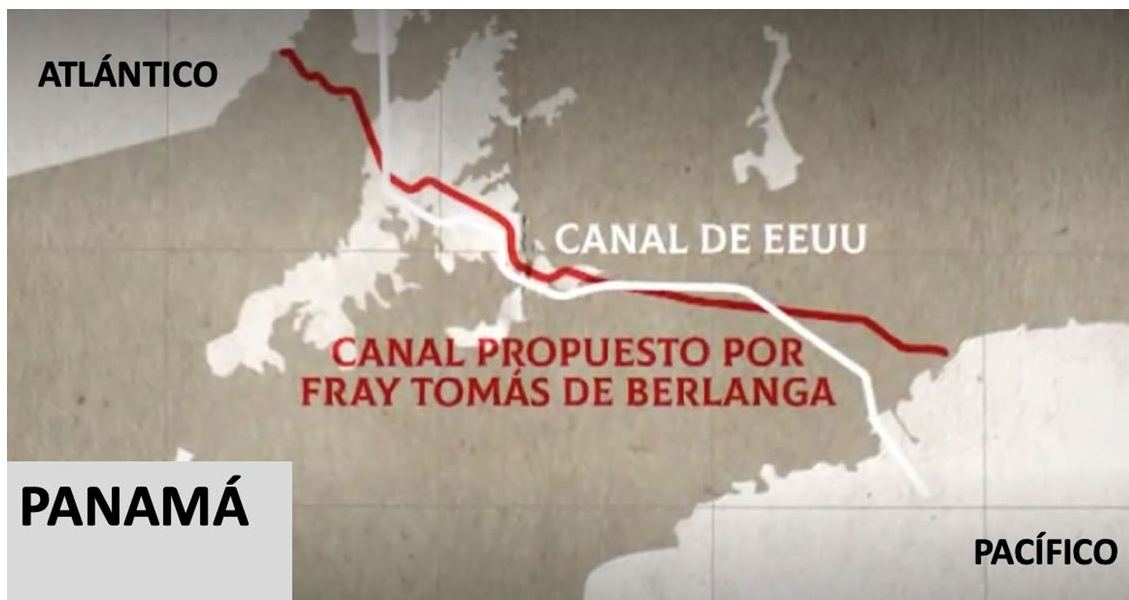 ATLÁNTICO
CANAL DE EEUU
CANAL PROPUESTO POR
FRAY TOMÁS DE BERLANGA
PANAMÁ
PACÍFICO